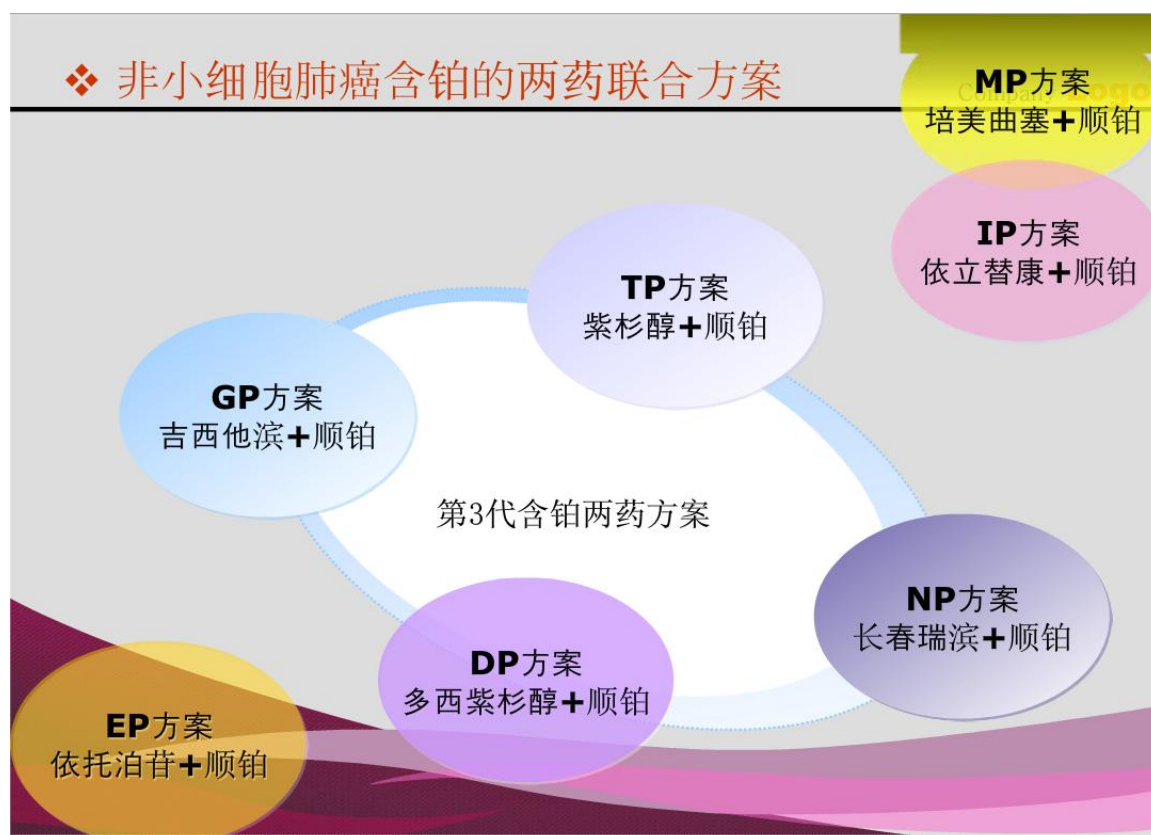 ❖ 非小细胞肺癌含铂的两药联合方案
Company Logo
MP方案
培美曲塞+顺铂
IP方案
依立替康+顺铂
TP方案
紫杉醇+顺铂
GP方案
吉西他滨+顺铂
第3代含铂两药方案
NP方案
长春瑞滨+顺铂
DP方案
多西紫杉醇+顺铂
EP方案
依托泊苷+顺铂